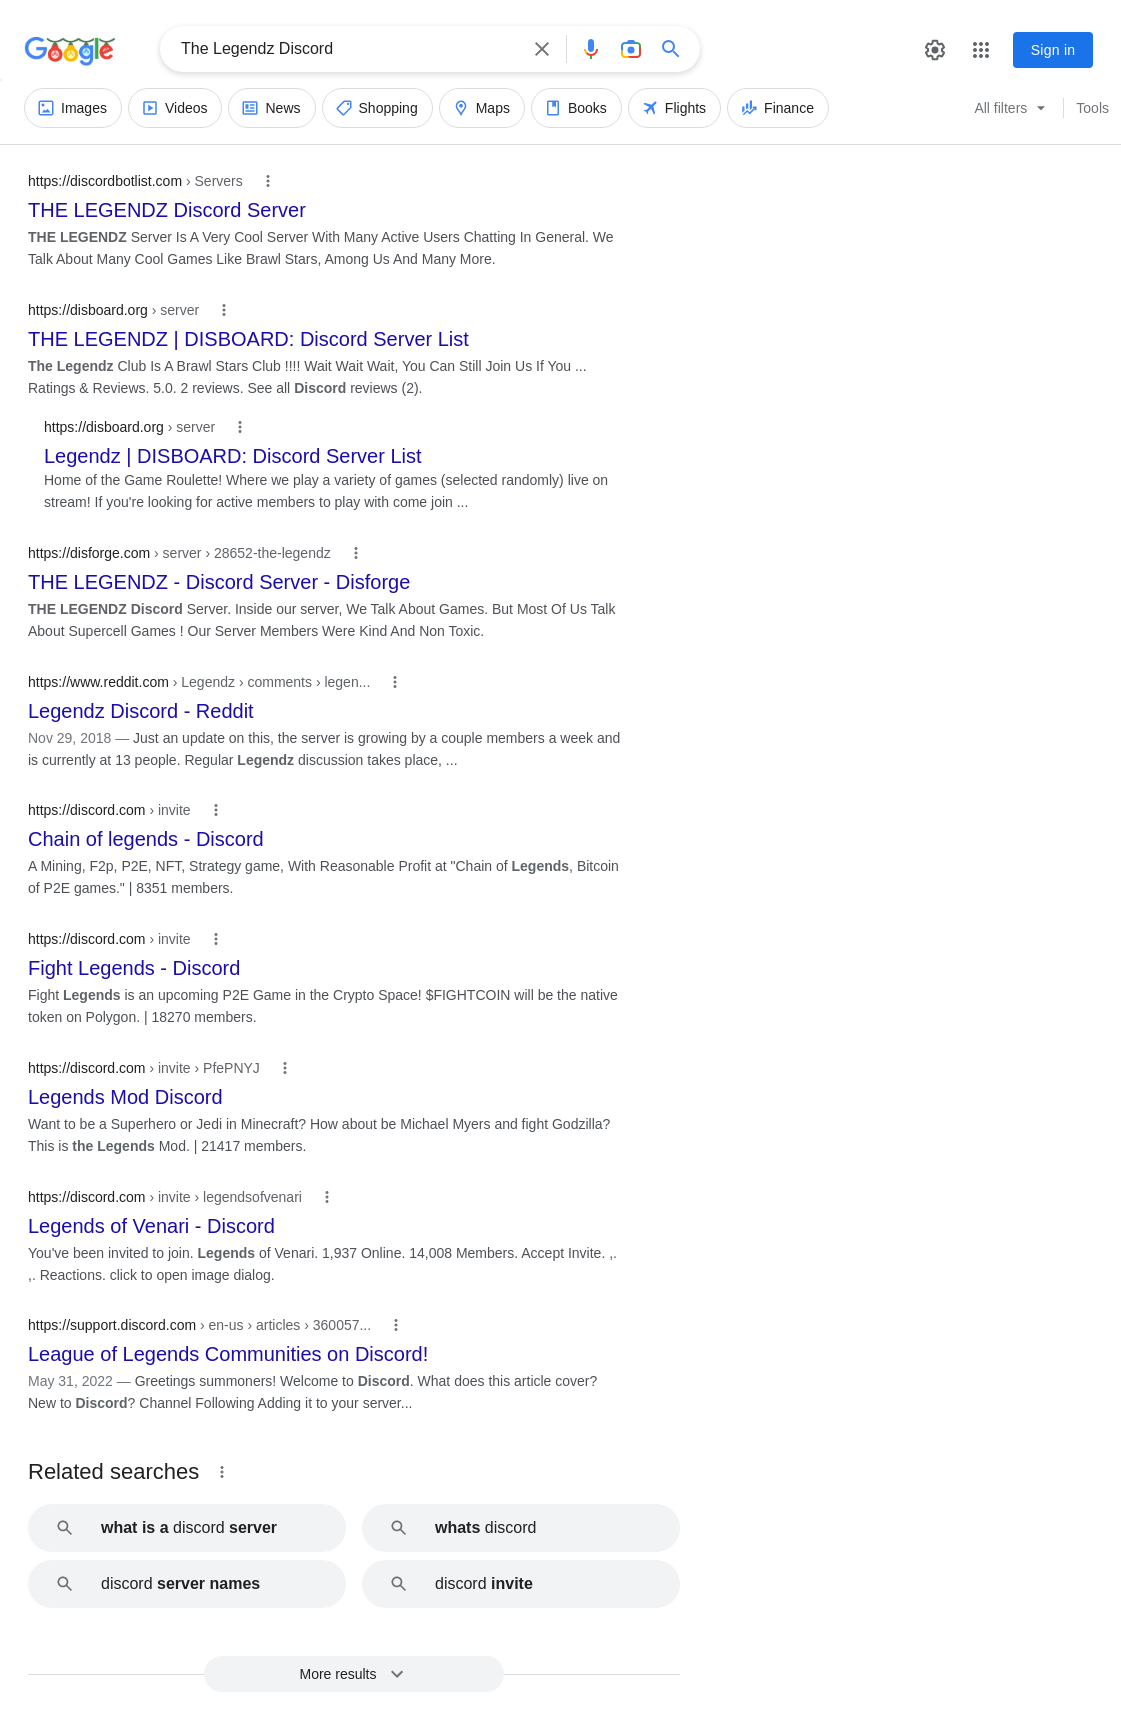 Google
The Legendz Discord
Sign in
Images Videos News Shopping Maps Books Flights Finance All filters Tools
https://discordbotlist.com › Servers
THE LEGENDZ Discord Server
THE LEGENDZ Server Is A Very Cool Server With Many Active Users Chatting In General. We
Talk About Many Cool Games Like Brawl Stars, Among Us And Many More.
https://disboard.org › server
THE LEGENDZ | DISBOARD: Discord Server List
The Legendz Club Is A Brawl Stars Club !!!! Wait Wait Wait, You Can Still Join Us If You ...
Ratings & Reviews. 5.0. 2 reviews. See all Discord reviews (2).
https://disboard.org › server
Legendz | DISBOARD: Discord Server List
Home of the Game Roulette! Where we play a variety of games (selected randomly) live on
stream! If you're looking for active members to play with come join ...
https://disforge.com › server › 28652-the-legendz
THE LEGENDZ - Discord Server - Disforge
THE LEGENDZ Discord Server. Inside our server, We Talk About Games. But Most Of Us Talk
About Supercell Games ! Our Server Members Were Kind And Non Toxic.
https://www.reddit.com › Legendz › comments › legen...
Legendz Discord - Reddit
Nov 29, 2018 — Just an update on this, the server is growing by a couple members a week and
is currently at 13 people. Regular Legendz discussion takes place, ...
https://discord.com › invite
Chain of legends - Discord
A Mining, F2p, P2E, NFT, Strategy game, With Reasonable Profit at "Chain of Legends, Bitcoin
of P2E games." | 8351 members.
https://discord.com › invite
Fight Legends - Discord
Fight Legends is an upcoming P2E Game in the Crypto Space! $FIGHTCOIN will be the native
token on Polygon. | 18270 members.
https://discord.com › invite › PfePNYJ
Legends Mod Discord
Want to be a Superhero or Jedi in Minecraft? How about be Michael Myers and fight Godzilla?
This is the Legends Mod. | 21417 members.
https://discord.com › invite › legendsofvenari
Legends of Venari - Discord
You've been invited to join. Legends of Venari. 1,937 Online. 14,008 Members. Accept Invite. ,.
,. Reactions. click to open image dialog.
https://support.discord.com › en-us › articles › 360057...
League of Legends Communities on Discord!
May 31, 2022 — Greetings summoners! Welcome to Discord. What does this article cover?
New to Discord? Channel Following Adding it to your server...
Related searches
what is a discord server
whats discord
discord server names
discord invite
More results